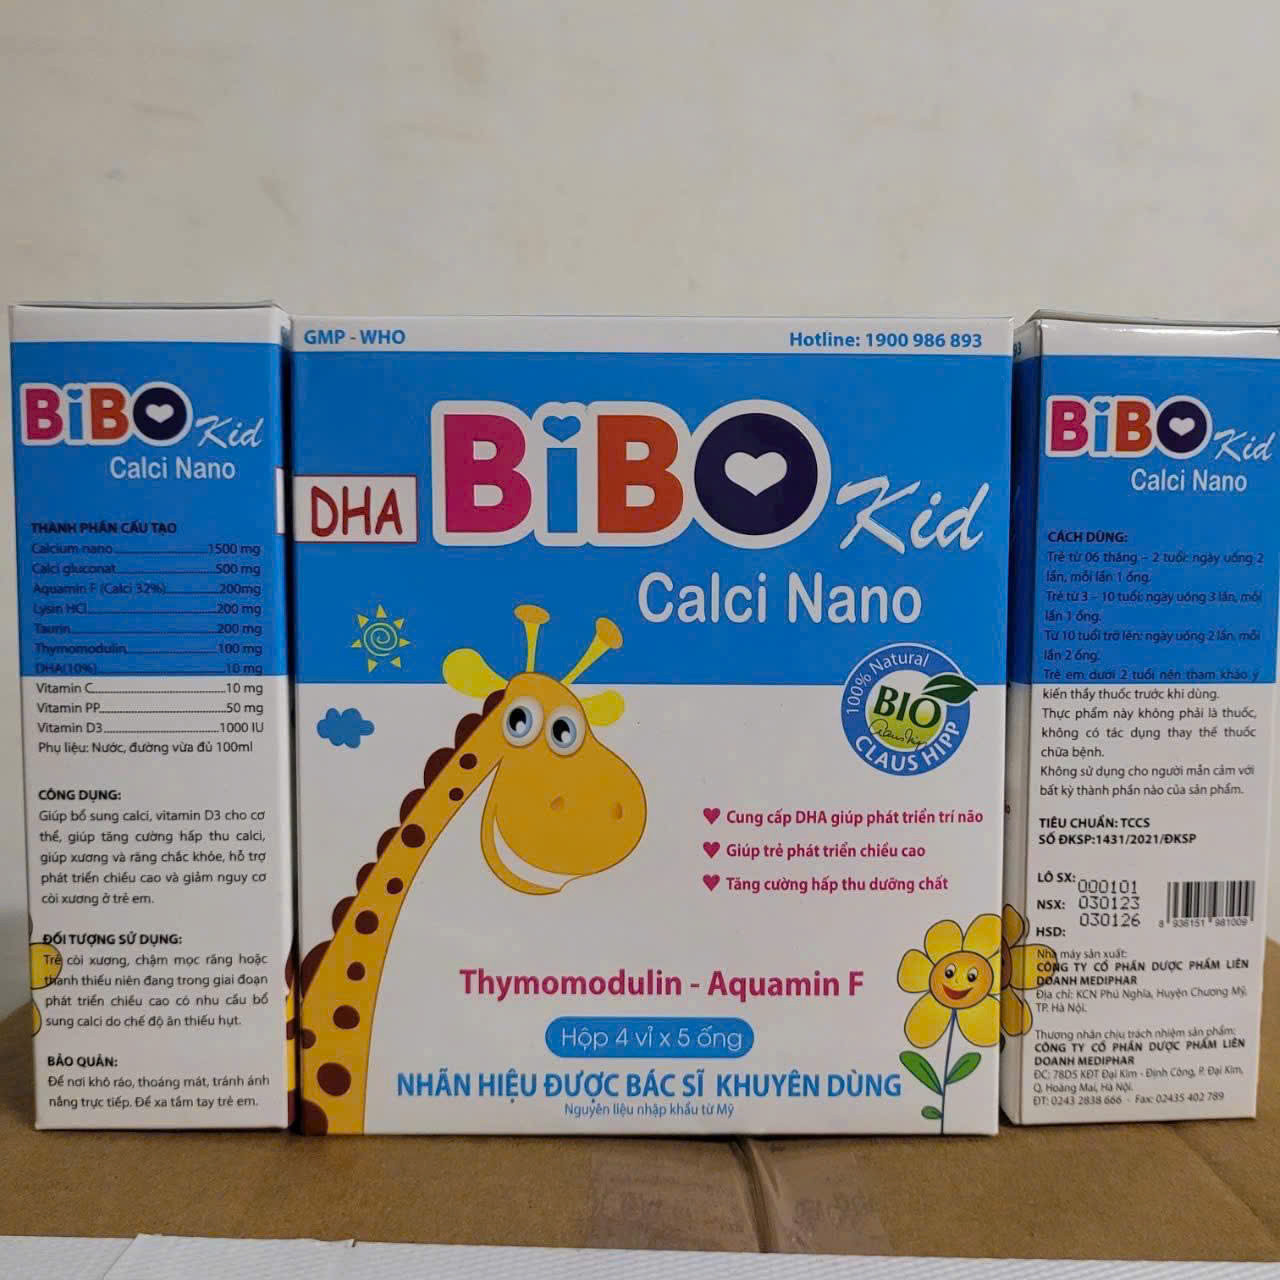 BiBO Kid
Calci Nano
THÀNH PHẦN CẤU TẠO
Calcium nano 1500 mg
Calci gluconat 500 mg
Aquamin F (Calci 32%) 200mg
Lysin HCl 200 mg
Taurin 200 mg
Thymomodulin 100 mg
DHA(10%) 10 mg
Vitamin C 10 mg
Vitamin PP 50 mg
Vitamin D3 1000 IU
Phụ liệu: Nước, đường vừa đủ 100ml
CÔNG DỤNG:
Giúp bổ sung calci, vitamin D3 cho cơ
thể, giúp tăng cường hấp thu calci,
giúp xương và răng chắc khỏe, hỗ trợ
phát triển chiều cao và giảm nguy cơ
còi xương ở trẻ em.
ĐỐI TƯỢNG SỬ DỤNG:
Trẻ còi xương, chậm mọc răng hoặc
thanh thiếu niên đang trong giai đoạn
phát triển chiều cao có nhu cầu bổ
sung calci do chế độ ăn thiếu hụt.
BẢO QUẢN:
Để nơi khô ráo, thoáng mát, tránh ánh
nắng trực tiếp. Để xa tầm tay trẻ em.
GMP - WHO
Hotline: 1900 986 893
DHA
BiBO Kid
Calci Nano
100% Natural
BIO
CLAUS HIPP
Cung cấp DHA giúp phát triển trí não
Giúp trẻ phát triển chiều cao
Tăng cường hấp thu dưỡng chất
Thymomodulin - Aquamin F
Hộp 4 vỉ x 5 ống
NHÃN HIỆU ĐƯỢC BÁC SĨ KHUYÊN DÙNG
Nguyên liệu nhập khẩu từ Mỹ
BiBO Kid
Calci Nano
CÁCH DÙNG:
Trẻ từ 06 tháng – 2 tuổi: ngày uống 2
lần, mỗi lần 1 ống.
Trẻ từ 3 – 10 tuổi: ngày uống 3 lần, mỗi
lần 1 ống.
Từ 10 tuổi trở lên: ngày uống 2 lần, mỗi
lần 2 ống.
Trẻ em dưới 2 tuổi nên tham khảo ý
kiến thầy thuốc trước khi dùng.
Thực phẩm này không phải là thuốc,
không có tác dụng thay thế thuốc
chữa bệnh.
Không sử dụng cho người mẫn cảm với
bất kỳ thành phần nào của sản phẩm.
TIÊU CHUẨN: TCCS
SỐ ĐKSP:1431/2021/ĐKSP
LÔ SX: 000101
NSX: 030123
HSD: 030126
8 936151 981009
Nhà máy sản xuất:
CÔNG TY CỔ PHẦN DƯỢC PHẨM LIÊN
DOANH MEDIPHAR
Địa chỉ: KCN Phú Nghĩa, Huyện Chương Mỹ,
TP. Hà Nội.
Thương nhân chịu trách nhiệm sản phẩm:
CÔNG TY CỔ PHẦN DƯỢC PHẨM LIÊN
DOANH MEDIPHAR
ĐC: 78D5 KĐT Đại Kim - Định Công, P. Đại Kim,
Q. Hoàng Mai, Hà Nội.
ĐT: 0243 2838 666 - Fax: 02435 402 789